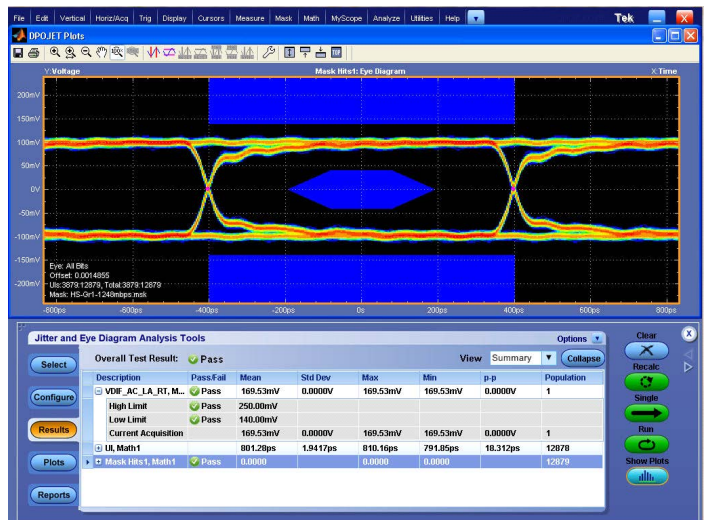 File Edit Vertical Horiz/Acq Trig Display Cursors Measure Mask Math MyScope Analyze Utilities Help Tek
DPOJET Plots
Y:Voltage Mask Hits1: Eye Diagram X:Time
200mV
150mV
100mV
50mV
0V
-50mV
-100mV
-150mV
-200mV
Eye: All Bits
Offset: 0.0014855
UIs:3879:12879, Total:3879:12879
Mask: HS-Gr1-1248mbps.msk
-800ps -600ps -400ps -200ps 0s 200ps 400ps 600ps 800ps
Jitter and Eye Diagram Analysis Tools Options Clear
Overall Test Result: Pass View Summary Collapse
Select Recalc
Description Pass/Fail Mean Std Dev Max Min p-p Population
VDIF_AC_LA_RT, M... Pass 169.53mV 0.0000V 169.53mV 169.53mV 0.0000V 1
Configure Single
High Limit Pass 250.00mV
Low Limit Pass 140.00mV
Results Run
Current Acquisition 169.53mV 0.0000V 169.53mV 169.53mV 0.0000V 1
UI, Math1 801.28ps 1.9417ps 810.16ps 791.85ps 18.312ps 12878
Plots Show Plots
Mask Hits1, Math1 Pass 0.0000 0.0000 0.0000 12879
Reports